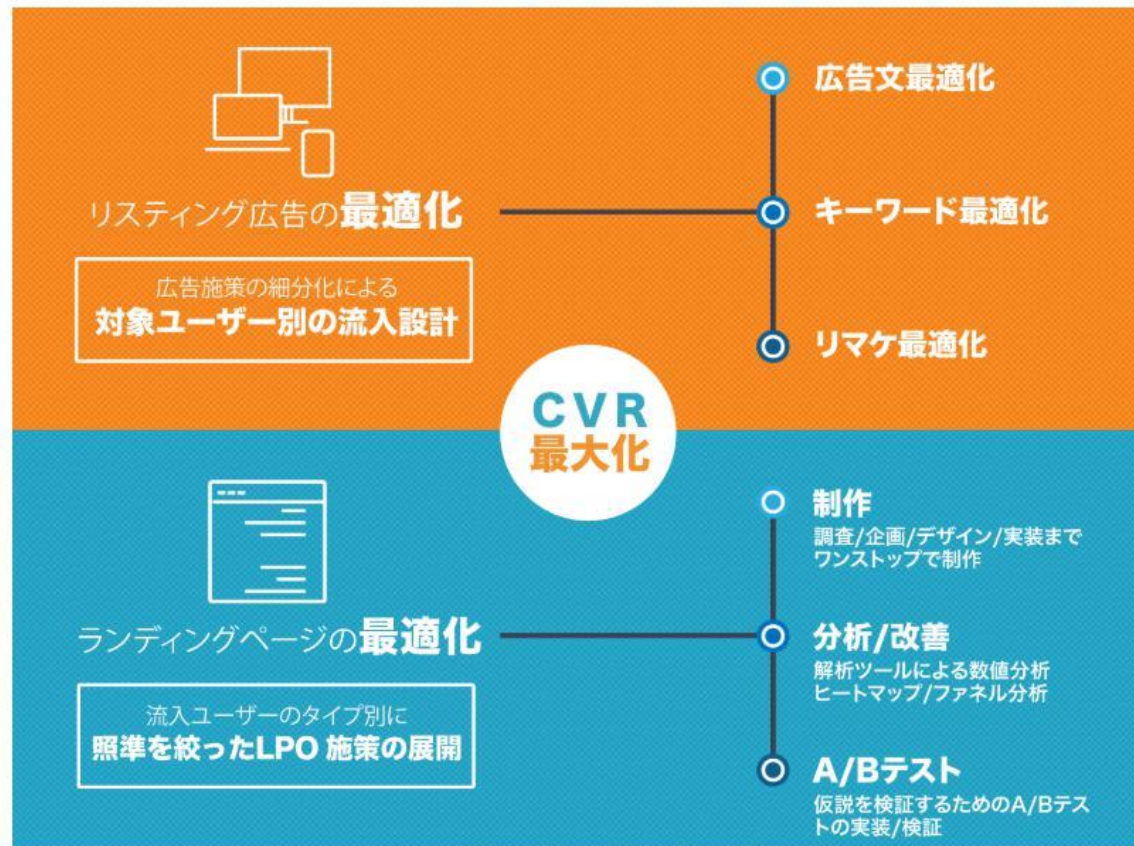 リスティング広告の最適化
広告施策の細分化による
対象ユーザー別の流入設計
広告文最適化
キーワード最適化
リマケ最適化
CVR
最大化
ランディングページの最適化
流入ユーザーのタイプ別に
照準を絞ったLPO 施策の展開
制作
調査/企画/デザイン/実装まで
ワンストップで制作
分析/改善
解析ツールによる数値分析
ヒートマップ/ファネル分析
A/Bテスト
仮説を検証するためのA/Bテス
トの実装/検証